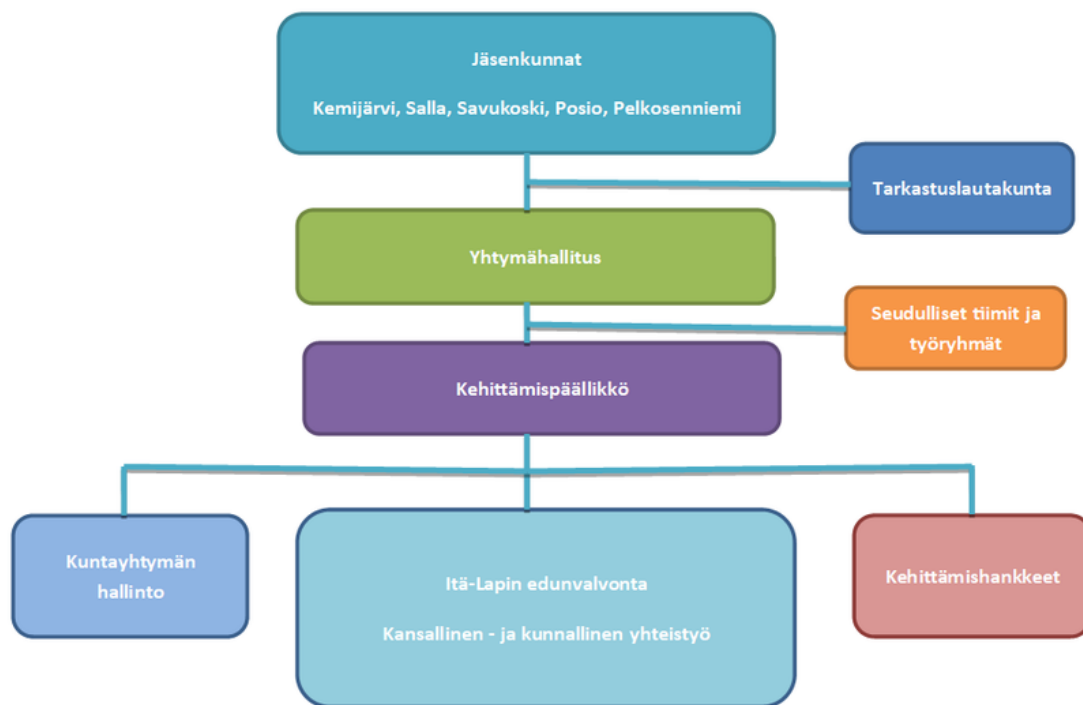 Jäsenkunnat
Kemijärvi, Salla, Savukoski, Posio, Pelkosenniemi
Tarkastuslautakunta
Yhtymähallitus
Seudulliset tiimit ja
työryhmät
Kehittämispäällikkö
Kuntayhtymän
hallinto
Itä-Lapin edunvalvonta
Kansallinen - ja kunnallinen yhteistyö
Kehittämishankkeet